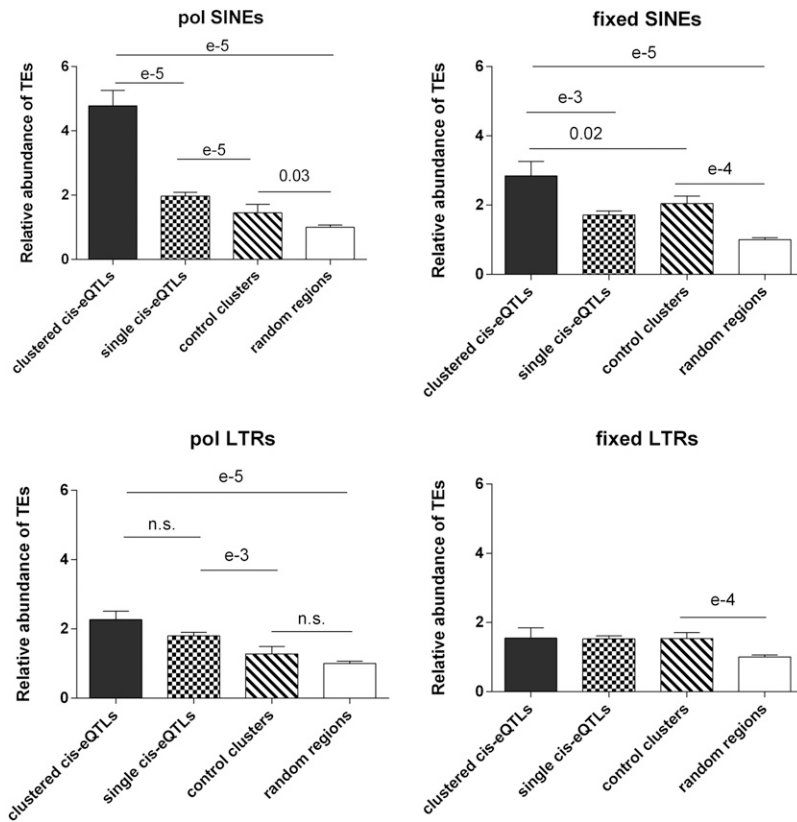 pol SINEs
Relative abundance of TEs
6
4
2
0
e-5
e-5
e-5
0.03
clustered cis-eQTLs
single cis-eQTLs
control clusters
random regions
fixed SINEs
Relative abundance of TEs
6
4
2
0
e-5
e-3
0.02
e-4
clustered cis-eQTLs
single cis-eQTLs
control clusters
random regions
pol LTRs
Relative abundance of TEs
6
4
2
0
e-5
n.s.
e-3
n.s.
clustered cis-eQTLs
single cis-eQTLs
control clusters
random regions
fixed LTRs
Relative abundance of TEs
6
4
2
0
e-4
clustered cis-eQTLs
single cis-eQTLs
control clusters
random regions